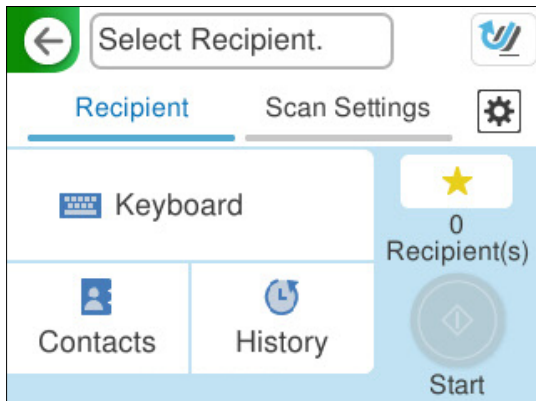 Select Recipient.
Recipient
Scan Settings
Keyboard
0
Recipient(s)
Contacts
History
Start